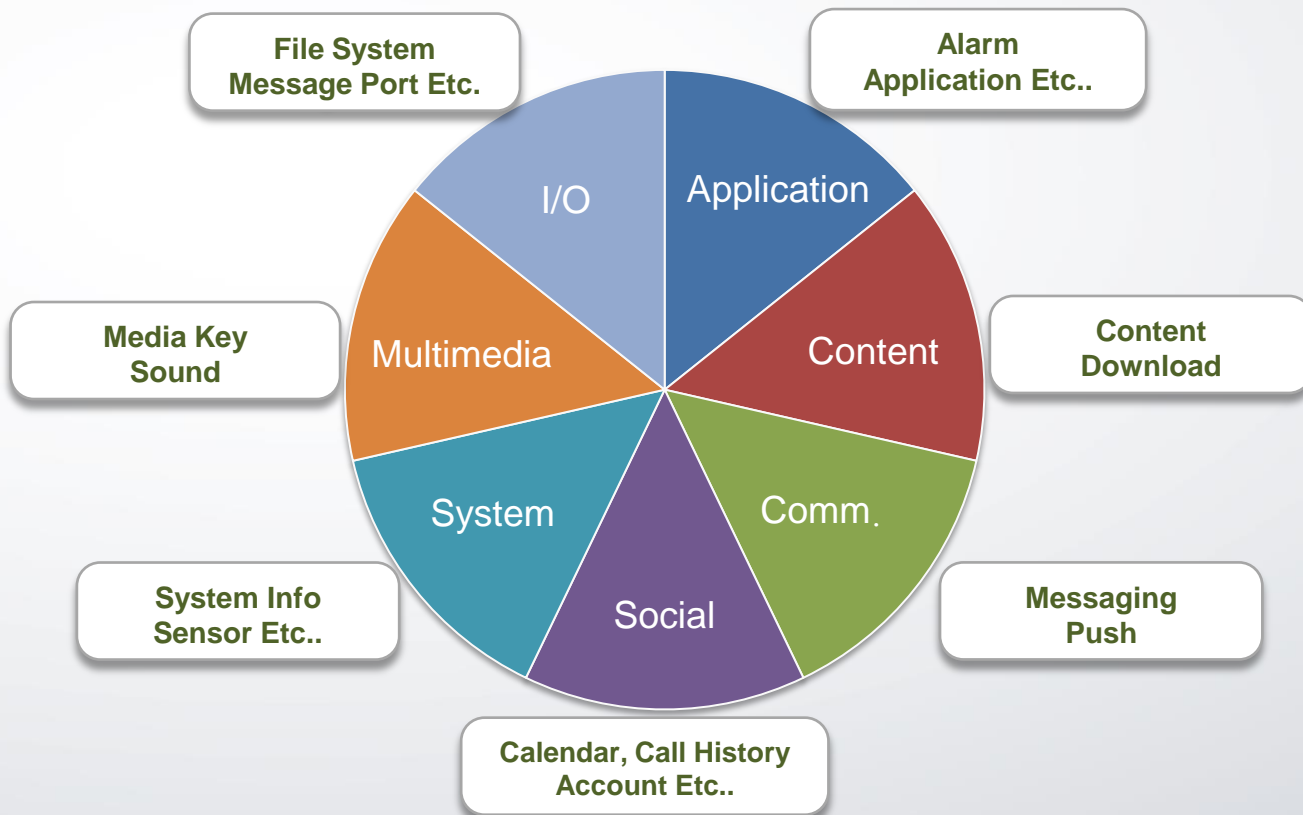 File System
Message Port Etc.
Alarm
Application Etc..
I/O
Application
Media Key
Sound
Multimedia
Content
Content
Download
System
Comm.
System Info
Sensor Etc..
Social
Messaging
Push
Calendar, Call History
Account Etc..